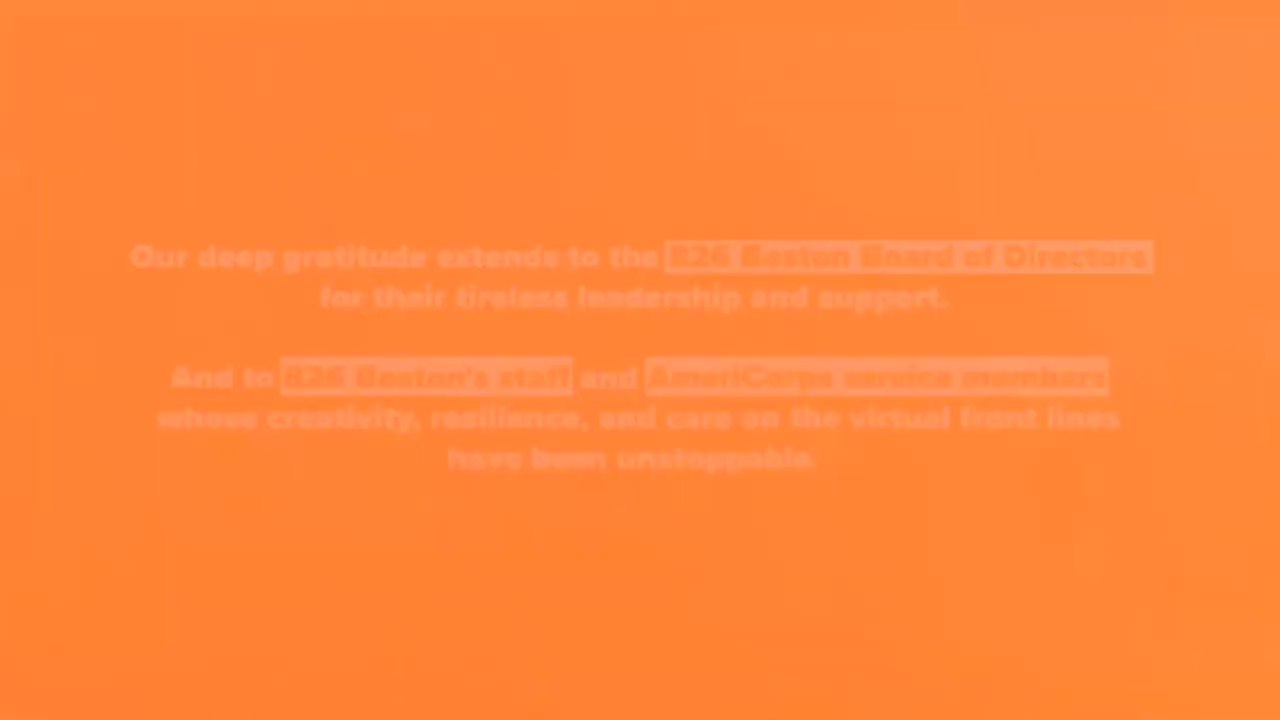 Our deep gratitude extends to the 826 Boston Board of Directors
for their tireless leadership and support.
And to 826 Boston's staff and AmeriCorps service members
whose creativity, resilience, and care on the virtual front lines
have been unstoppable.